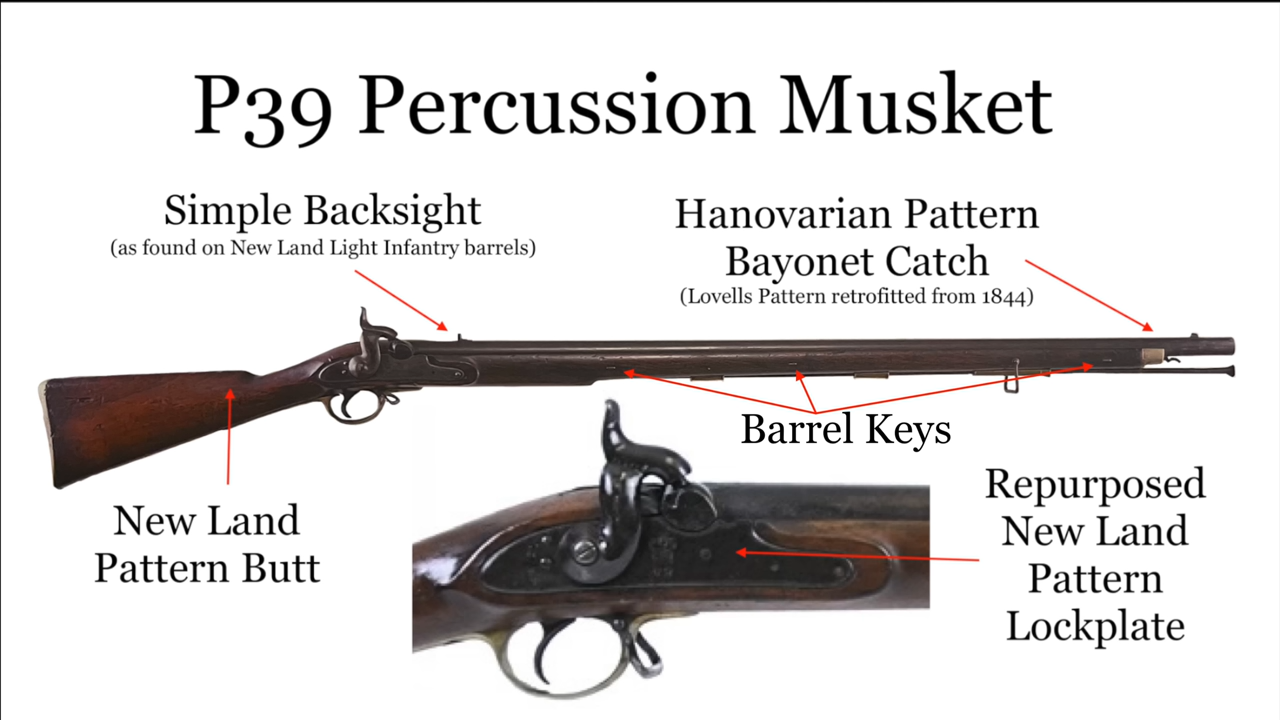 P39 Percussion Musket
Simple Backsight
(as found on New Land Light Infantry barrels)
Hanovarian Pattern
Bayonet Catch
(Lovells Pattern retrofitted from 1844)
Barrel Keys
New Land
Pattern Butt
Repurposed
New Land
Pattern
Lockplate